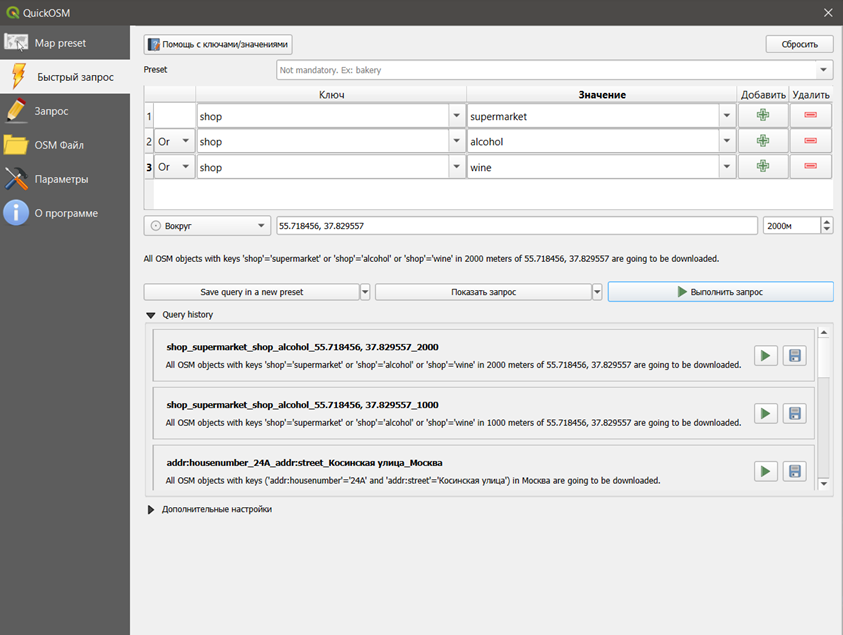 QuickOSM
Map preset
Быстрый запрос
Запрос
OSM Файл
Параметры
О программе
Помощь с ключами/значениями
Сбросить
Preset
Not mandatory. Ex: bakery
Ключ Значение Добавить Удалить
1 shop supermarket
2 Or shop alcohol
3 Or shop wine
Вокруг 55.718456, 37.829557 2000м
All OSM objects with keys 'shop'='supermarket' or 'shop'='alcohol' or 'shop'='wine' in 2000 meters of 55.718456, 37.829557 are going to be downloaded.
Save query in a new preset Показать запрос Выполнить запрос
Query history
shop_supermarket_shop_alcohol_55.718456, 37.829557_2000
All OSM objects with keys 'shop'='supermarket' or 'shop'='alcohol' or 'shop'='wine' in 2000 meters of 55.718456, 37.829557 are going to be downloaded.
shop_supermarket_shop_alcohol_55.718456, 37.829557_1000
All OSM objects with keys 'shop'='supermarket' or 'shop'='alcohol' or 'shop'='wine' in 1000 meters of 55.718456, 37.829557 are going to be downloaded.
addr:housenumber_24A_addr:street_Косинская улица_Москва
All OSM objects with keys ('addr:housenumber'='24A' and 'addr:street'='Косинская улица') in Москва are going to be downloaded.
Дополнительные настройки